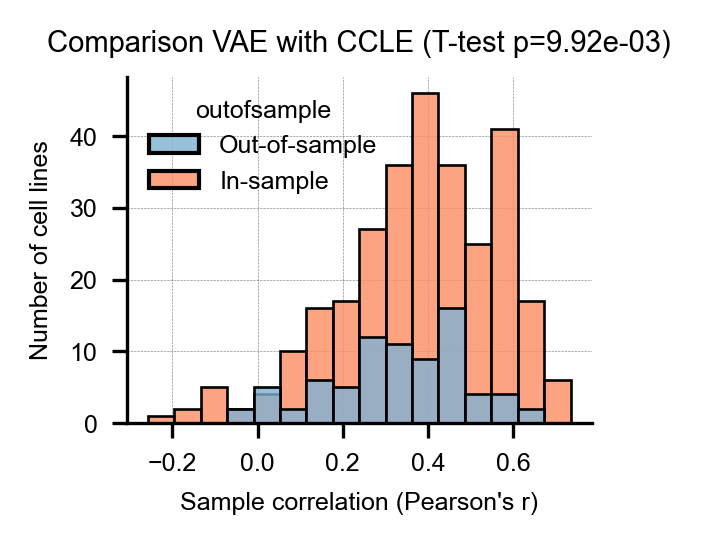 Comparison VAE with CCLE (T-test p=9.92e-03)
outofsample
Out-of-sample
In-sample
Number of cell lines
40
30
20
10
0
−0.2 0.0 0.2 0.4 0.6
Sample correlation (Pearson's r)